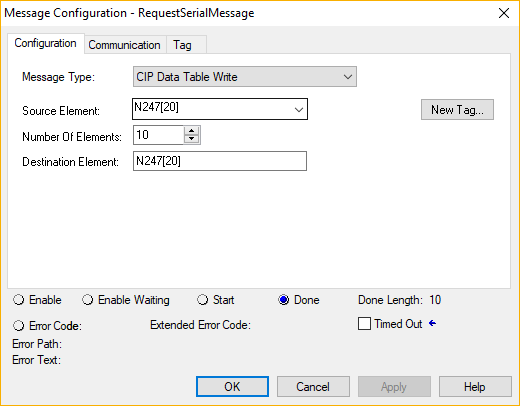 Message Configuration - RequestSerialMessage
Configuration Communication Tag
Message Type: CIP Data Table Write
Source Element: N247[20] New Tag...
Number Of Elements: 10
Destination Element: N247[20]
Enable Enable Waiting Start Done Done Length: 10
Error Code: Extended Error Code: Timed Out
Error Path:
Error Text:
OK Cancel Apply Help